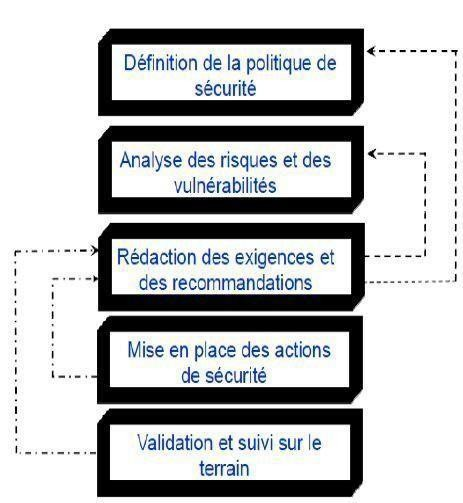 Définition de la politique de
sécurité
Analyse des risques et des
vulnérabilités
Rédaction des exigences et
des recommandations
Mise en place des actions
de sécurité
Validation et suivi sur le
terrain